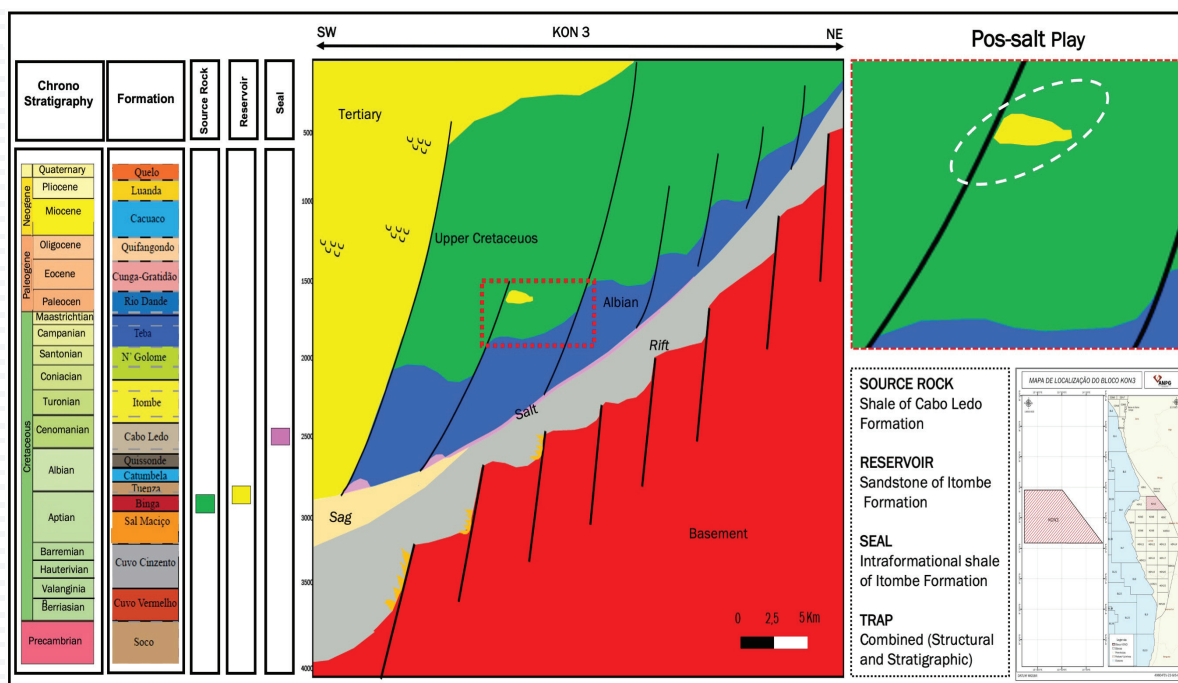 SW
KON 3
NE
Pos-salt Play
Chrono
Stratigraphy
Formation
Source Rock
Reservoir
Seal
Neogene
Paleogene
Cretaceous
Quaternary
Pliocene
Miocene
Oligocene
Eocene
Paleocen
Maastrichtian
Campanian
Santonian
Coniacian
Turonian
Cenomanian
Albian
Aptian
Barremian
Hauterivian
Valanginia
Berriasian
Precambrian
Quelo
Luanda
Cacuaco
Quifangondo
Cunga-Gratidão
Rio Dande
Teba
N' Golome
Itombe
Cabo Ledo
Quissonde
Catumbela
Tuenza
Binga
Sal Maciço
Cuvo Cinzento
Cuvo Vermelho
Soco
500
1000
1500
2000
2500
3000
3500
4000
Tertiary
Upper Cretaceuos
Albian
Rift
Salt
Sag
Basement
0 2,5 5 Km
SOURCE ROCK
Shale of Cabo Ledo
Formation
RESERVOIR
Sandstone of Itombe
Formation
SEAL
Intraformational shale
of Itombe Formation
TRAP
Combined (Structural
and Stratigraphic)
MAPA DE LOCALIZAÇÃO DO BLOCO KON3
ANPG
KON3